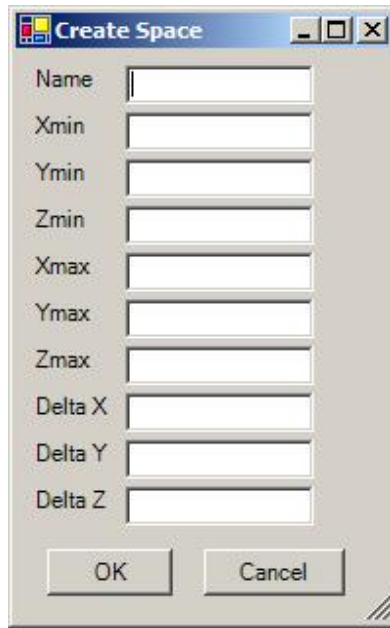 Create Space
Name
Xmin
Ymin
Zmin
Xmax
Ymax
Zmax
Delta X
Delta Y
Delta Z
OK Cancel